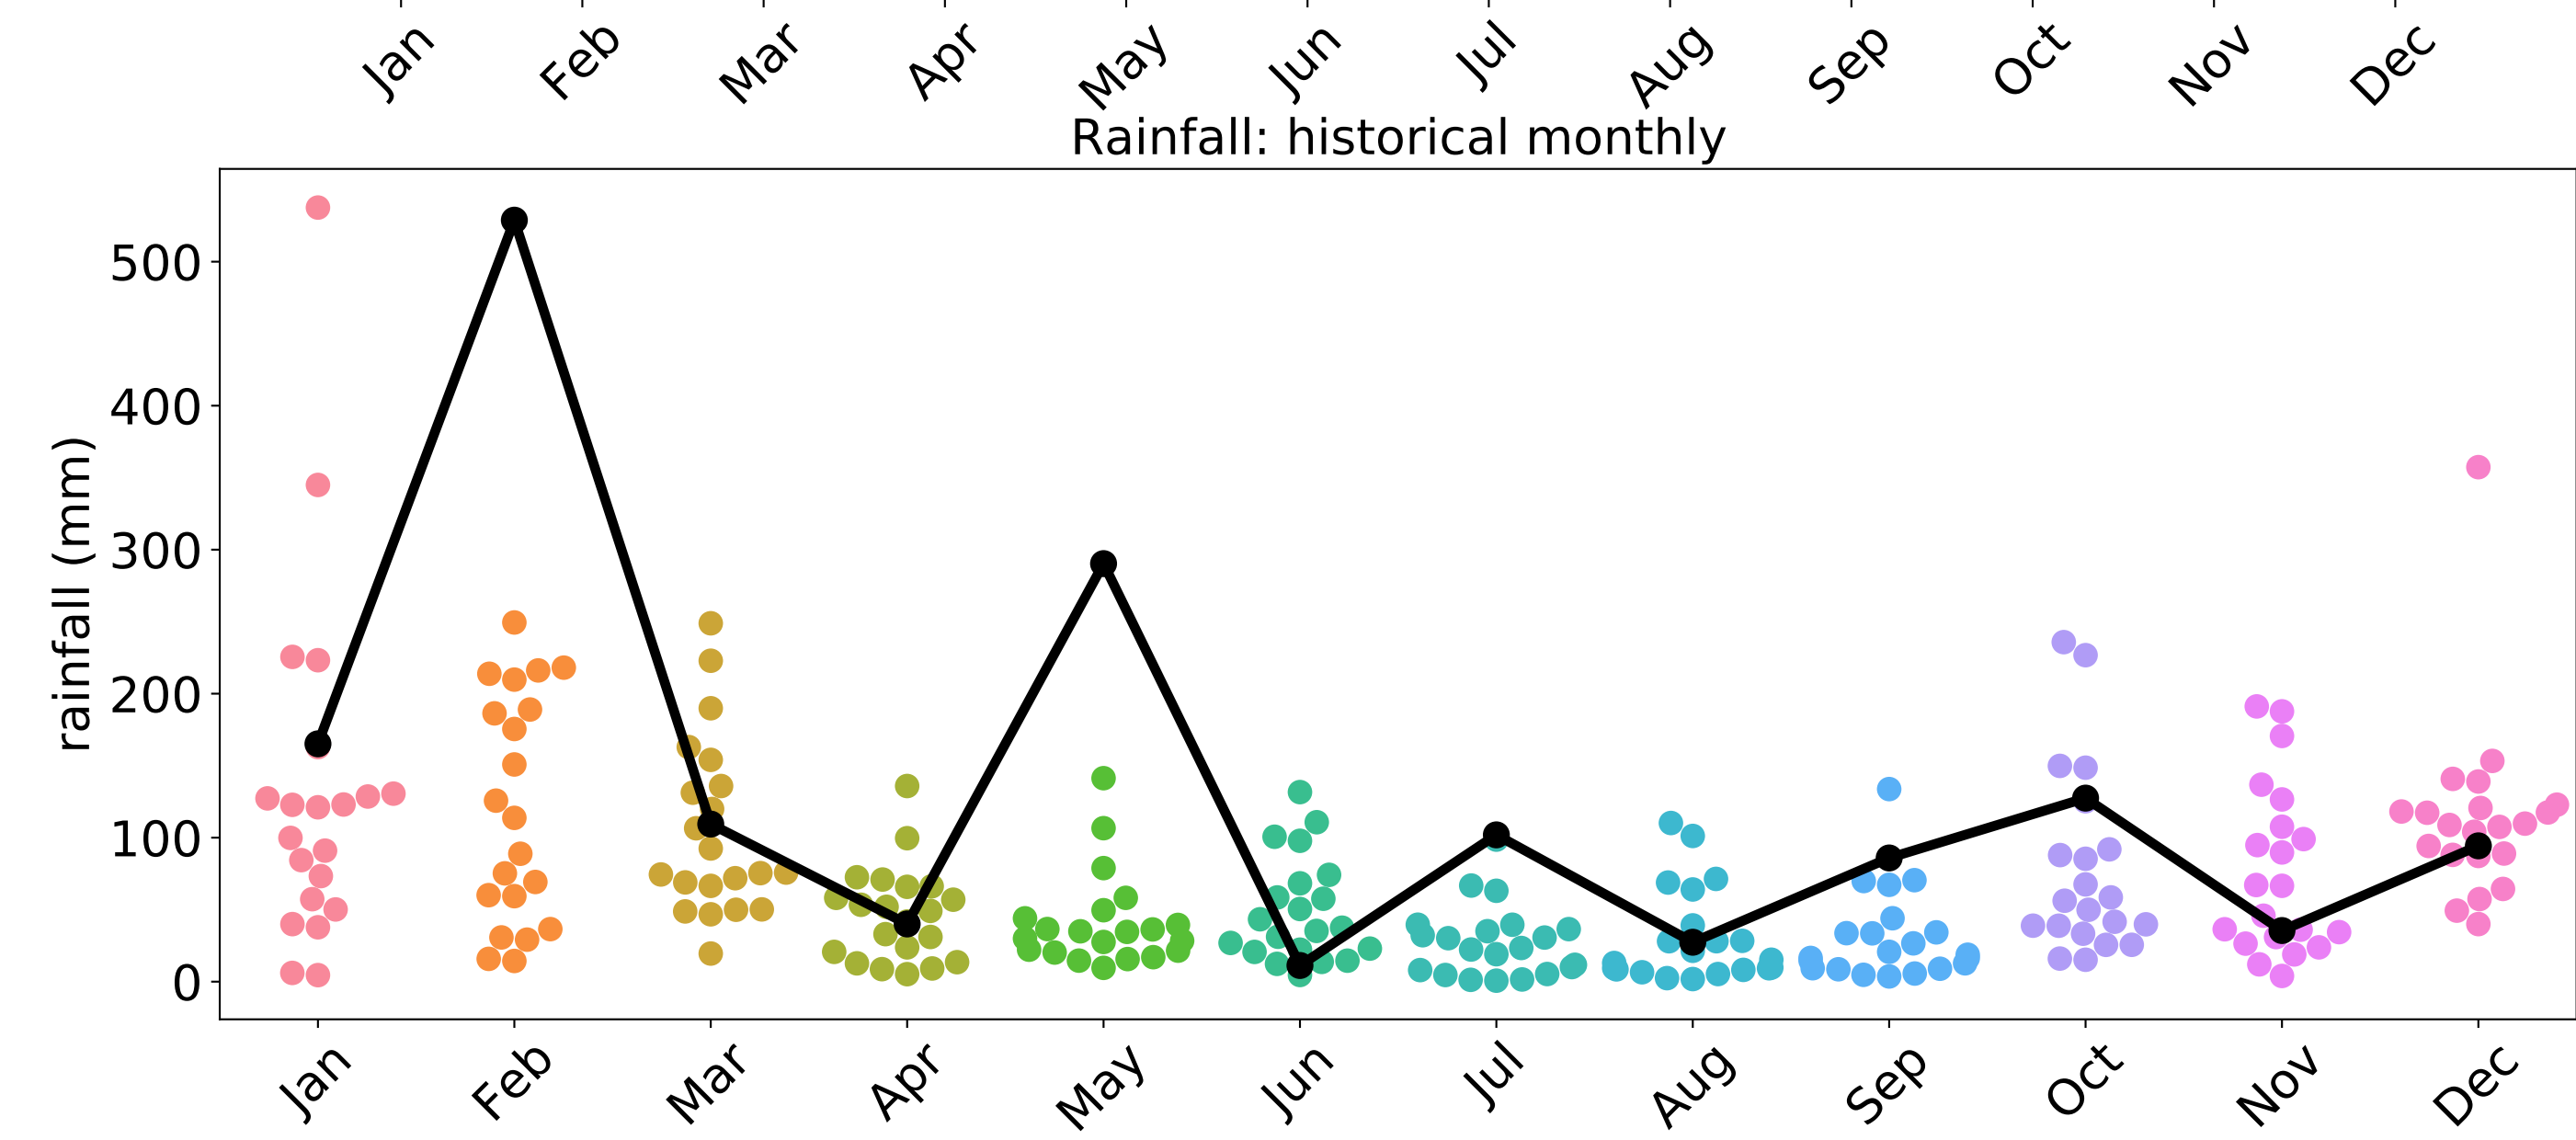 Jan Feb Mar Apr May Jun Jul Aug Sep Oct Nov Dec
Rainfall: historical monthly
rainfall (mm)
500
400
300
200
100
0
Jan Feb Mar Apr May Jun Jul Aug Sep Oct Nov Dec